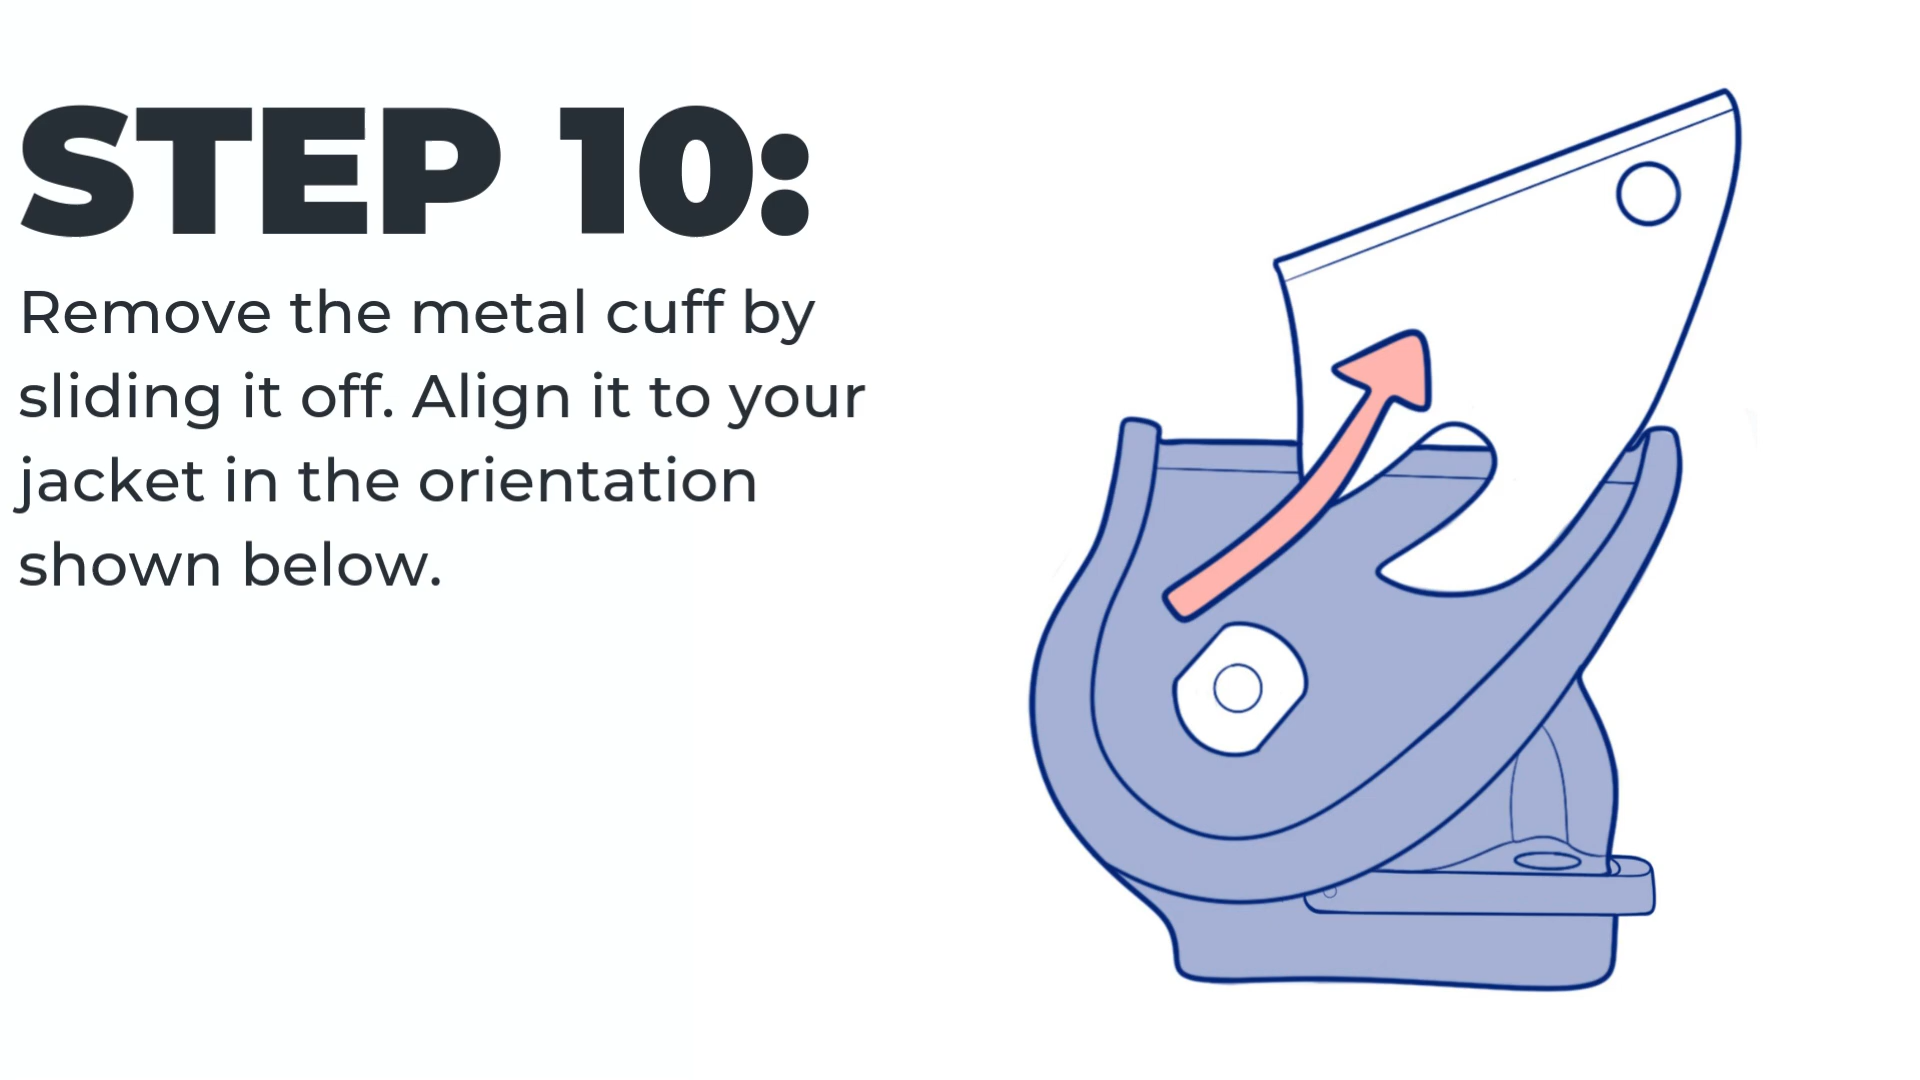 STEP 10:
Remove the metal cuff by
sliding it off. Align it to your
jacket in the orientation
shown below.